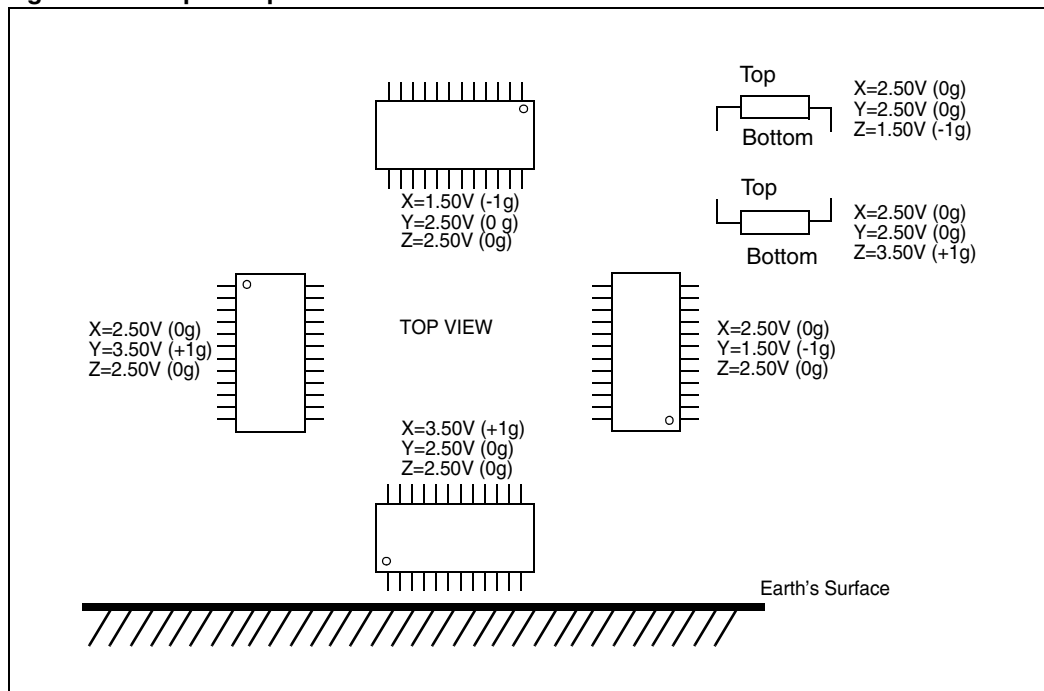 Top
X=2.50V (0g)
Y=2.50V (0g)
Z=1.50V (-1g)
Bottom
X=1.50V (-1g)
Y=2.50V (0 g)
Z=2.50V (0g)
Top
X=2.50V (0g)
Y=2.50V (0g)
Z=3.50V (+1g)
Bottom
X=2.50V (0g)
Y=3.50V (+1g)
Z=2.50V (0g)
TOP VIEW
X=2.50V (0g)
Y=1.50V (-1g)
Z=2.50V (0g)
X=3.50V (+1g)
Y=2.50V (0g)
Z=2.50V (0g)
Earth's Surface